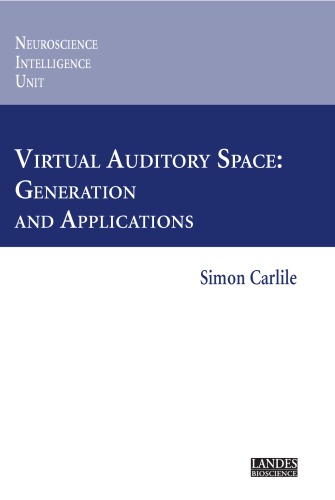 NEUROSCIENCE
INTELLIGENCE
UNIT
VIRTUAL AUDITORY SPACE:
GENERATION
AND APPLICATIONS
Simon Carlile
LANDES
BIOSCIENCE